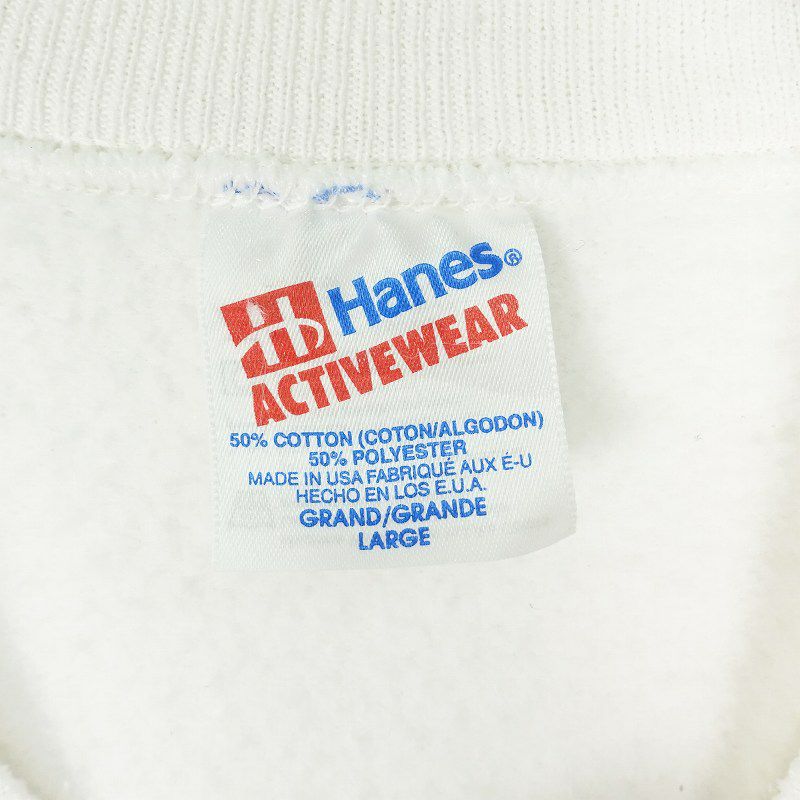 Hanes®
ACTIVEWEAR
50% COTTON (COTON/ALGODON)
50% POLYESTER
MADE IN USA FABRIQUÉ AUX É-U
HECHO EN LOS E.U.A.
GRAND/GRANDE
LARGE